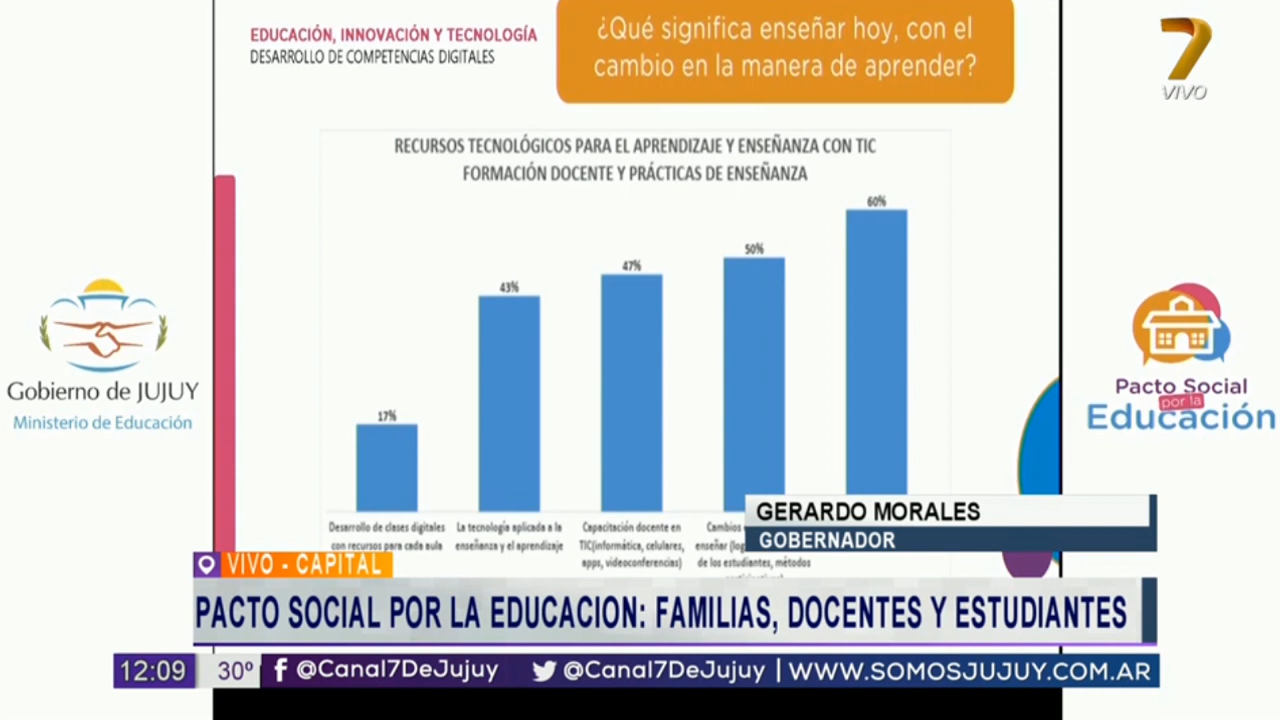 EDUCACIÓN, INNOVACIÓN Y TECNOLOGÍA
DESARROLLO DE COMPETENCIAS DIGITALES
¿Qué significa enseñar hoy, con el
cambio en la manera de aprender?
7
VIVO
RECURSOS TECNOLÓGICOS PARA EL APRENDIZAJE Y ENSEÑANZA CON TIC
FORMACIÓN DOCENTE Y PRÁCTICAS DE ENSEÑANZA
17%
43%
47%
50%
60%
Desarrollo de clases digitales
con recursos para cada aula
La tecnología aplicada a la
enseñanza y el aprendizaje
Capacitación docente en
TIC(informática, celulares,
apps, videoconferencias)
Cambios
enseñar
de los estudiantes, métodos
Gobierno de JUJUY
Ministerio de Educación
Pacto Social
por la
Educación
GERARDO MORALES
GOBERNADOR
VIVO - CAPITAL
PACTO SOCIAL POR LA EDUCACION: FAMILIAS, DOCENTES Y ESTUDIANTES
12:09 30º @Canal7DeJujuy @Canal7DeJujuy | WWW.SOMOSJUJUY.COM.AR